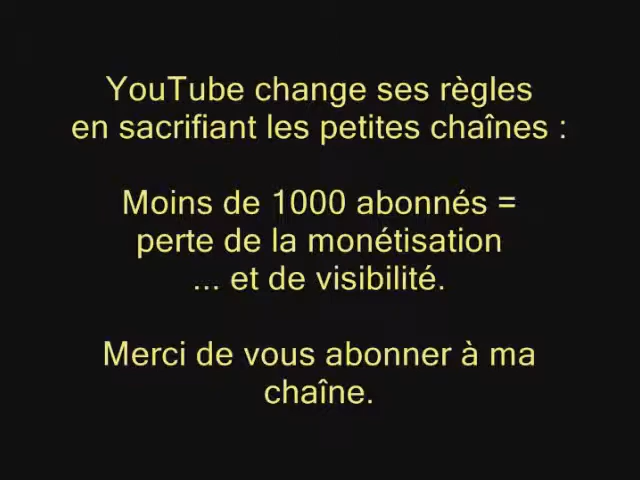 YouTube change ses règles
en sacrifiant les petites chaînes :
Moins de 1000 abonnés =
perte de la monétisation
... et de visibilité.
Merci de vous abonner à ma
chaîne.